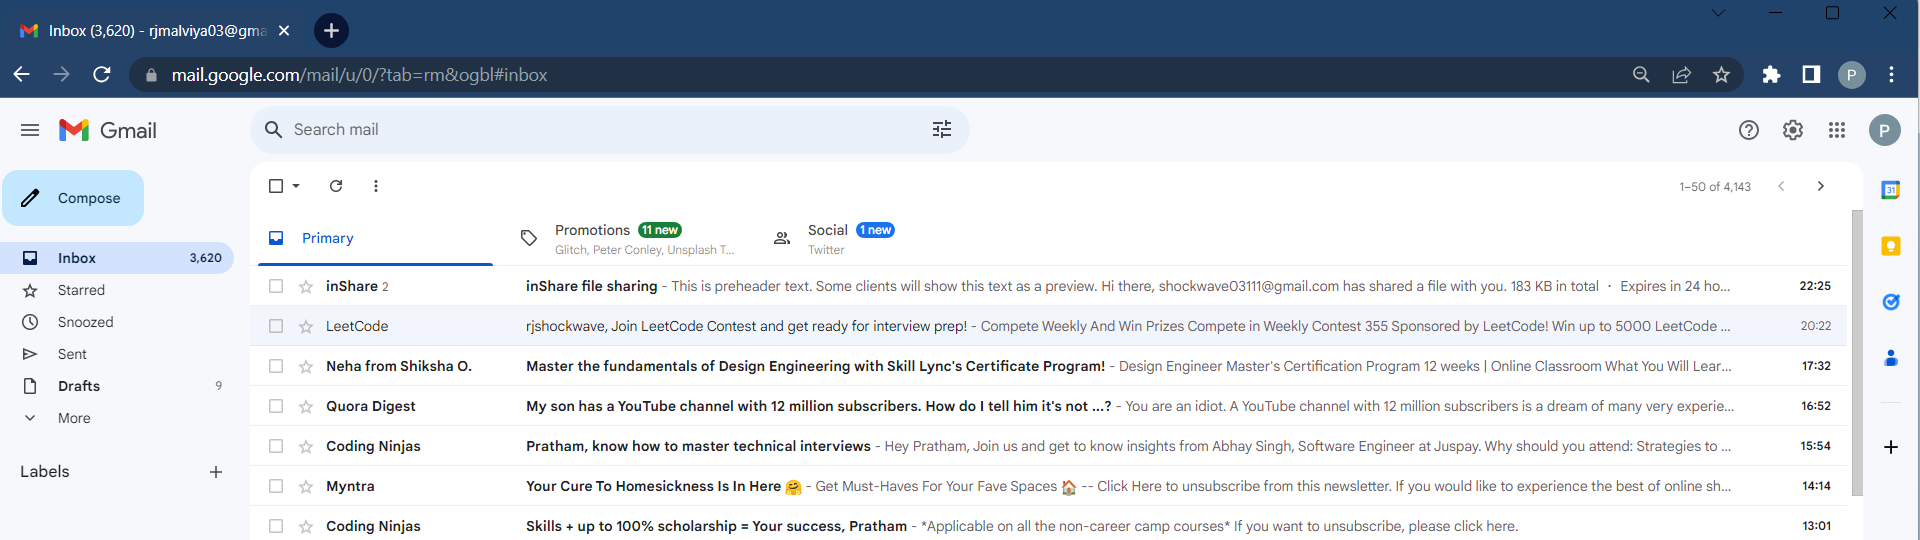 Inbox (3,620) - rjmalviya03@gma
mail.google.com/mail/u/0/?tab=rm&ogbl#inbox
P
Gmail
Search mail
P
Compose
1–50 of 4,143
Primary
Promotions 11 new
Glitch, Peter Conley, Unsplash T...
Social 1 new
Twitter
Inbox 3,620
Starred
Snoozed
Sent
Drafts 9
More
Labels
31
inShare 2 inShare file sharing - This is preheader text. Some clients will show this text as a preview. Hi there, shockwave03111@gmail.com has shared a file with you. 183 KB in total · Expires in 24 ho... 22:25
LeetCode rjshockwave, Join LeetCode Contest and get ready for interview prep! - Compete Weekly And Win Prizes Compete in Weekly Contest 355 Sponsored by LeetCode! Win up to 5000 LeetCode ... 20:22
Neha from Shiksha O. Master the fundamentals of Design Engineering with Skill Lync's Certificate Program! - Design Engineer Master's Certification Program 12 weeks | Online Classroom What You Will Lear... 17:32
Quora Digest My son has a YouTube channel with 12 million subscribers. How do I tell him it's not ...? - You are an idiot. A YouTube channel with 12 million subscribers is a dream of many very experie... 16:52
Coding Ninjas Pratham, know how to master technical interviews - Hey Pratham, Join us and get to know insights from Abhay Singh, Software Engineer at Juspay. Why should you attend: Strategies to ... 15:54
Myntra Your Cure To Homesickness Is In Here 🤗 - Get Must-Haves For Your Fave Spaces 🏠 -- Click Here to unsubscribe from this newsletter. If you would like to experience the best of online sh... 14:14
Coding Ninjas Skills + up to 100% scholarship = Your success, Pratham - *Applicable on all the non-career camp courses* If you want to unsubscribe, please click here. 13:01